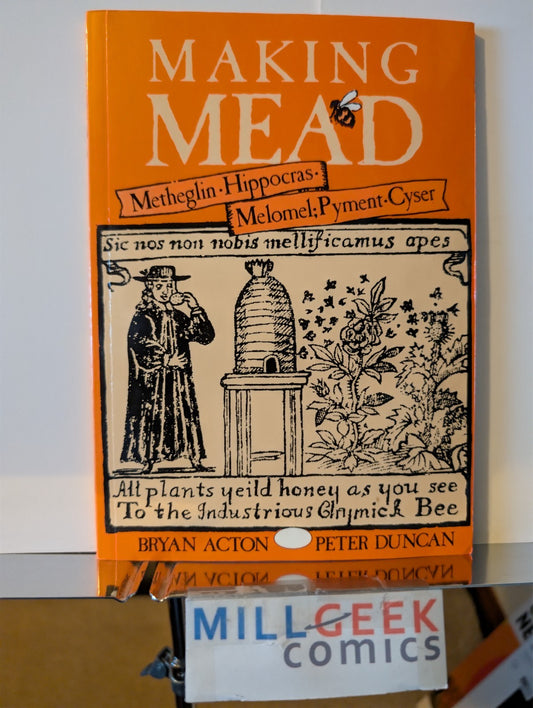 MAKING
MEAD
Metheglin·Hippocras·
Melomel;Pyment·Cyser
Sic nos non nobis mellificamus apes
All plants yeild honey as you see
To the Industrious Chymick Bee
BRYAN ACTON PETER DUNCAN
MILLGEEK
comics